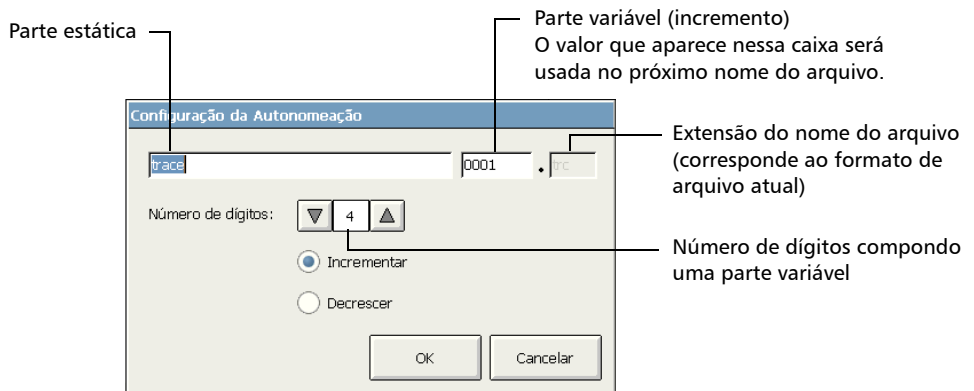 Parte estática
Parte variável (incremento)
O valor que aparece nessa caixa será
usada no próximo nome do arquivo.
Configuração da Autonomeação
trace
0001
. trc
Extensão do nome do arquivo
(corresponde ao formato de
arquivo atual)
Número de dígitos:
4
Número de dígitos compondo
uma parte variável
Incrementar
Decrescer
OK
Cancelar